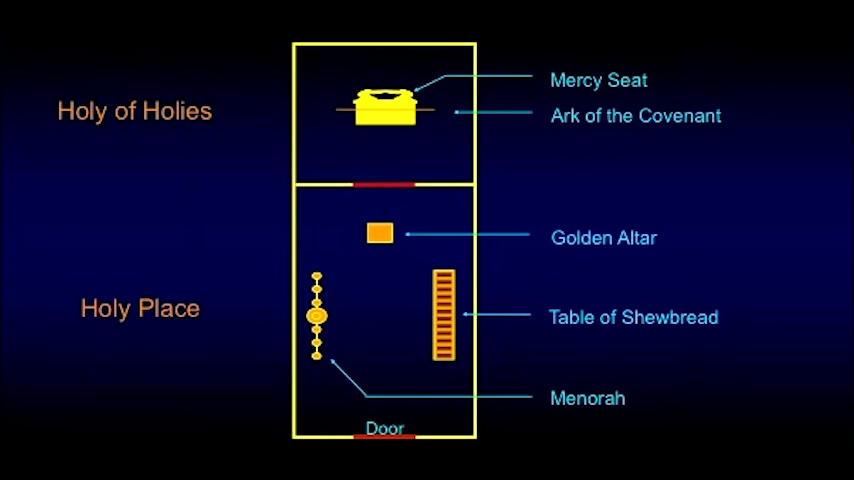 Mercy Seat
Holy of Holies
Ark of the Covenant
Golden Altar
Holy Place
Table of Shewbread
Menorah
Door